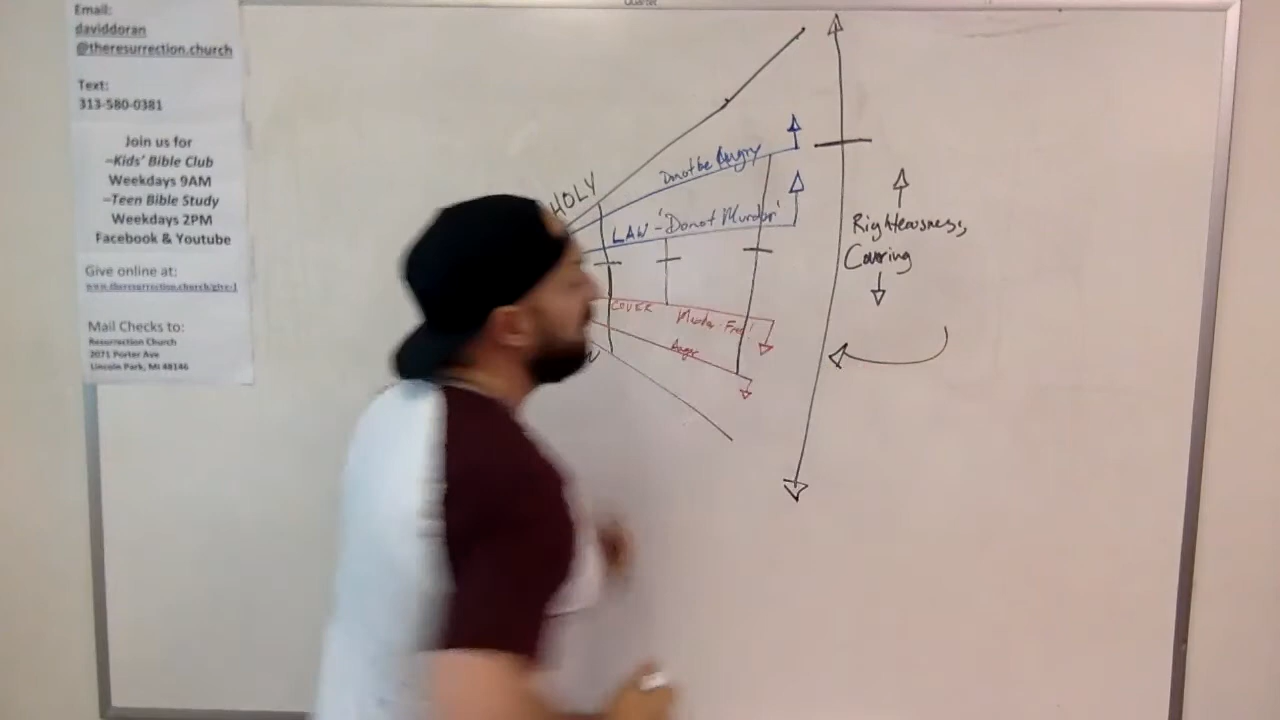 Quartet
Email:
daviddoran
@theresurrection.church
Text:
313-580-0381
Join us for
~Kids' Bible Club
Weekdays 9AM
~Teen Bible Study
Weekdays 2PM
Facebook & Youtube
Give online at:
www.theresurrection.church/give-1
Mail Checks to:
Resurrection Church
2071 Porter Ave
Lincoln Park, MI 48146
HOLY
Do not be Angry
LAW - 'Do not Murder'
COVER
Murder-Free!
Righteousness,
Covering